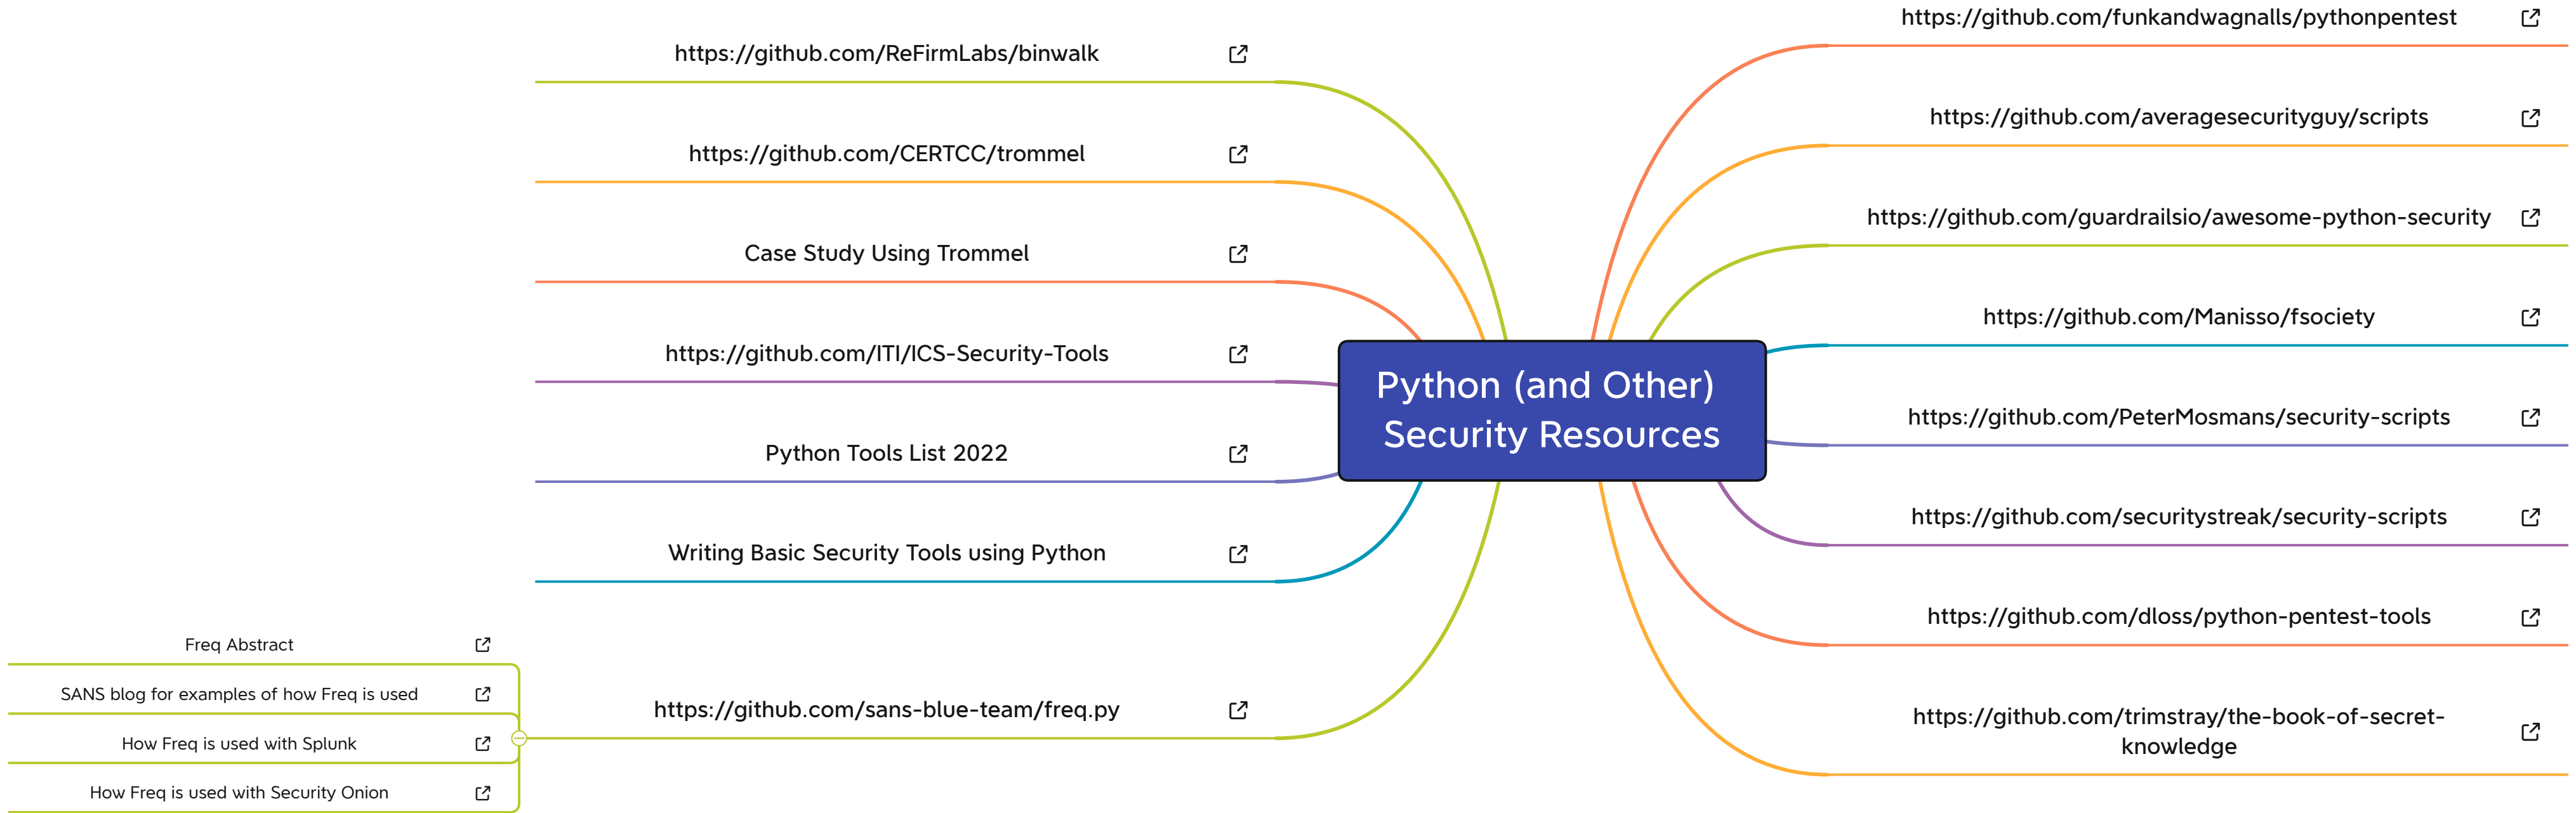 https://github.com/ReFirmLabs/binwalk
https://github.com/CERTCC/trommel
Case Study Using Trommel
https://github.com/ITI/ICS-Security-Tools
Python Tools List 2022
Writing Basic Security Tools using Python
https://github.com/sans-blue-team/freq.py
Freq Abstract
SANS blog for examples of how Freq is used
How Freq is used with Splunk
How Freq is used with Security Onion
Python (and Other)
Security Resources
https://github.com/funkandwagnalls/pythonpentest
https://github.com/averagesecurityguy/scripts
https://github.com/guardrailsio/awesome-python-security
https://github.com/Manisso/fsociety
https://github.com/PeterMosmans/security-scripts
https://github.com/securitystreak/security-scripts
https://github.com/dloss/python-pentest-tools
https://github.com/trimstray/the-book-of-secret-
knowledge